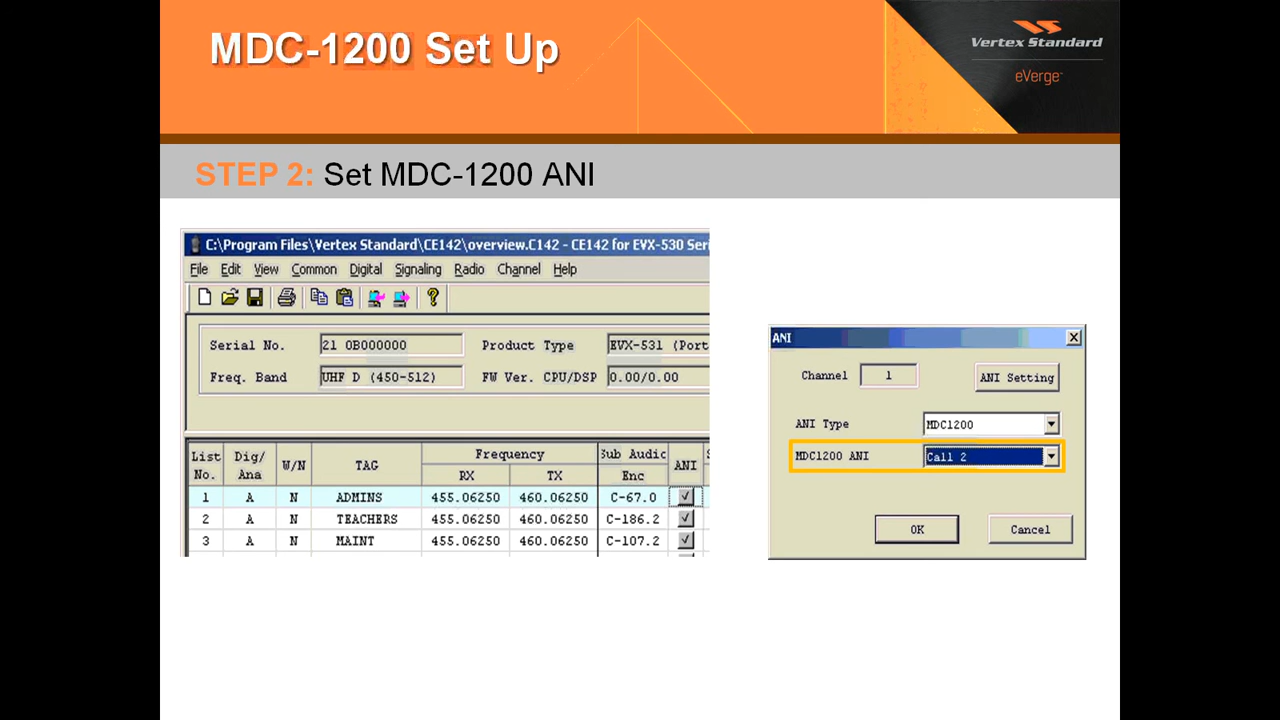 MDC-1200 Set Up
Vertex Standard
eVerge
STEP 2: Set MDC-1200 ANI
C:\Program Files\Vertex Standard\CE142\overview.C142 - CE142 for EVX-530 Seri
File Edit View Common Digital Signaling Radio Channel Help
Serial No. 21 0B000000 Product Type EVX-531 (Port
Freq. Band UHF D (450-512) FW Ver. CPU/DSP 0.00/0.00
List No. Dig/Ana W/N TAG Frequency Sub Audio ANI
RX TX Enc
1 A N ADMINS 455.06250 460.06250 C-67.0
2 A N TEACHERS 455.06250 460.06250 C-186.2
3 A N MAINT 455.06250 460.06250 C-107.2
ANI
Channel 1 ANI Setting
ANI Type MDC1200
MDC1200 ANI Call 2
OK Cancel